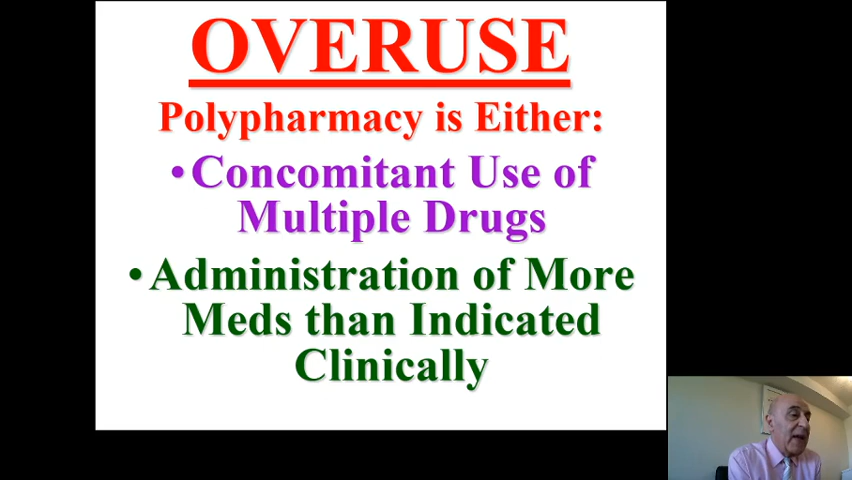 OVERUSE
Polypharmacy is Either:
•Concomitant Use of
Multiple Drugs
•Administration of More
Meds than Indicated
Clinically